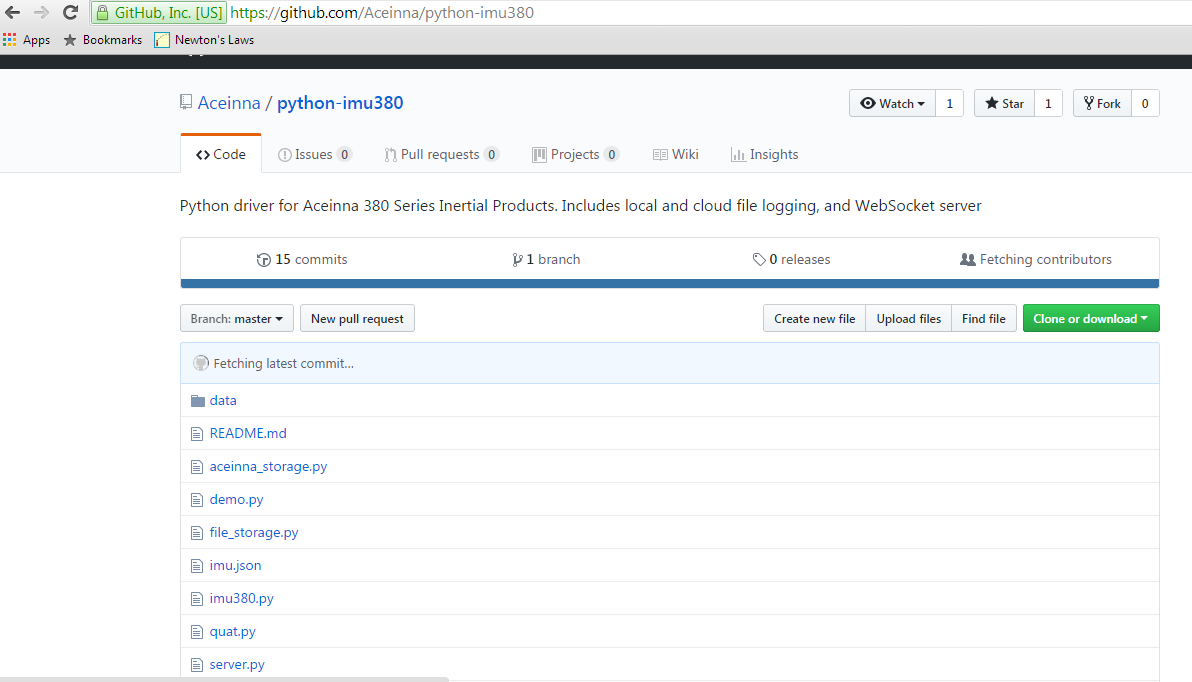 GitHub, Inc. [US] https://github.com/Aceinna/python-imu380
Apps Bookmarks Newton's Laws
Aceinna / python-imu380 Watch 1 Star 1 Fork 0
Code Issues 0 Pull requests 0 Projects 0 Wiki Insights
Python driver for Aceinna 380 Series Inertial Products. Includes local and cloud file logging, and WebSocket server
15 commits 1 branch 0 releases Fetching contributors
Branch: master New pull request Create new file Upload files Find file Clone or download
Fetching latest commit...
data
README.md
aceinna_storage.py
demo.py
file_storage.py
imu.json
imu380.py
quat.py
server.py